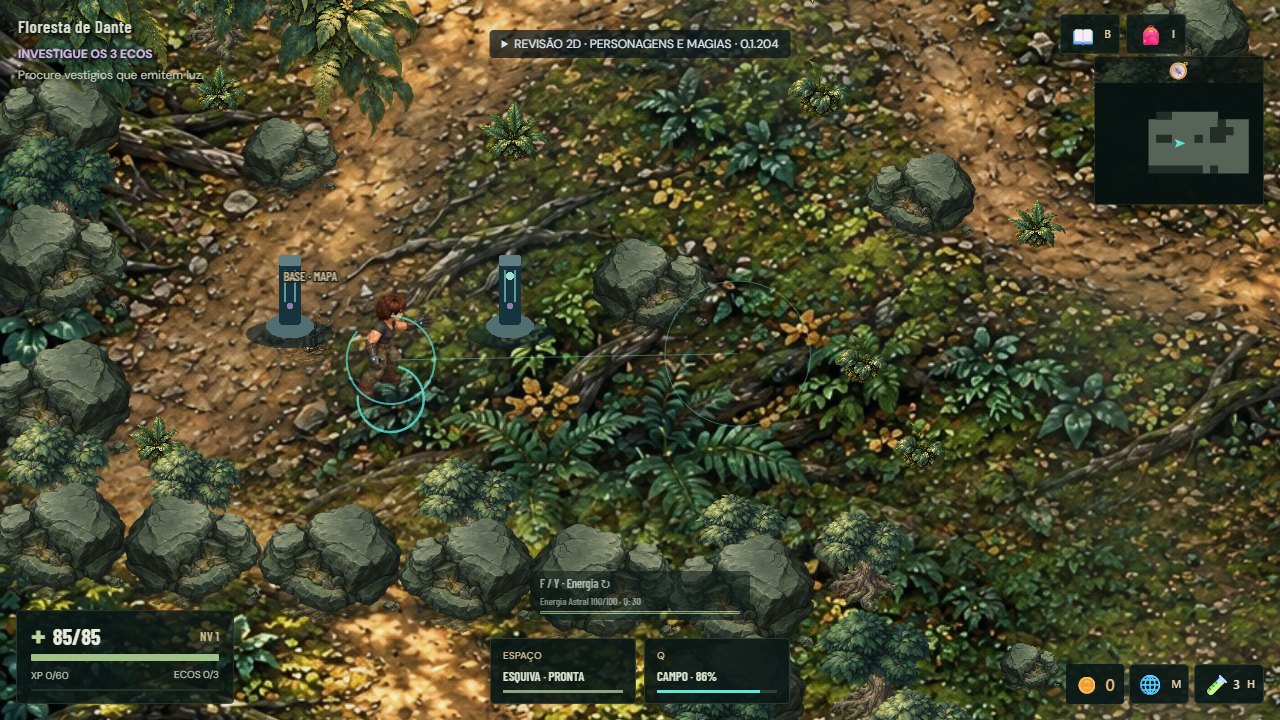 Floresta de Dante
INVESTIGUE OS 3 ECOS
Procure vestígios que emitem luz.
▶ REVISÃO 2D · PERSONAGENS E MAGIAS · 0.1.204
B
I
BASE · MAPA
F / Y · Energia ↻
Energia Astral 100/100 · Q: 30
85/85
NV 1
XP 0/60
ECOS 0/3
ESPAÇO
ESQUIVA · PRONTA
Q
CAMPO · 86%
0
M
3 H